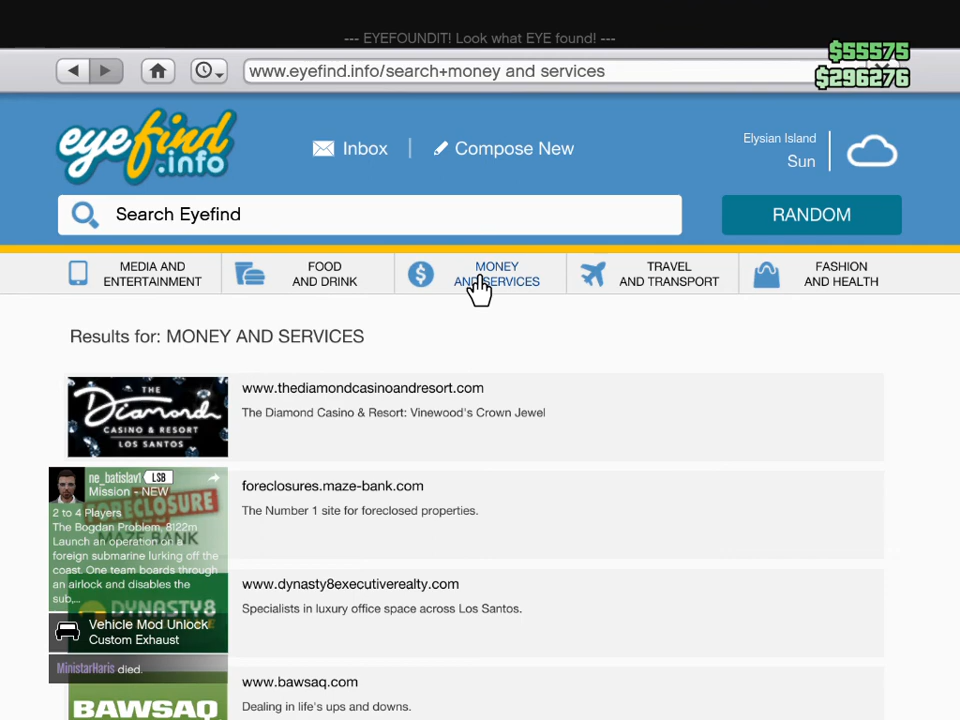 --- EYEFOUNDIT! Look what EYE found! ---
www.eyefind.info/search+money and services
$55575
$296276
eyefind
.info
Inbox
Compose New
Elysian Island
Sun
Search Eyefind
RANDOM
MEDIA AND
ENTERTAINMENT
FOOD
AND DRINK
MONEY
AND SERVICES
TRAVEL
AND TRANSPORT
FASHION
AND HEALTH
Results for: MONEY AND SERVICES
THE
Diamond
CASINO & RESORT
LOS SANTOS
www.thediamondcasinoandresort.com
The Diamond Casino & Resort: Vinewood's Crown Jewel
FORECLOSURE
MAZE BANK
foreclosures.maze-bank.com
The Number 1 site for foreclosed properties.
ne_batislav1 LSB
Mission - NEW
2 to 4 Players
The Bogdan Problem, 8122m
Launch an operation on a
foreign submarine lurking off the
coast. One team boards through
an airlock and disables the
sub,...
DYNASTY8
www.dynasty8executiverealty.com
Specialists in luxury office space across Los Santos.
Vehicle Mod Unlock
Custom Exhaust
MinistarHaris died.
BAWSAQ
www.bawsaq.com
Dealing in life's ups and downs.